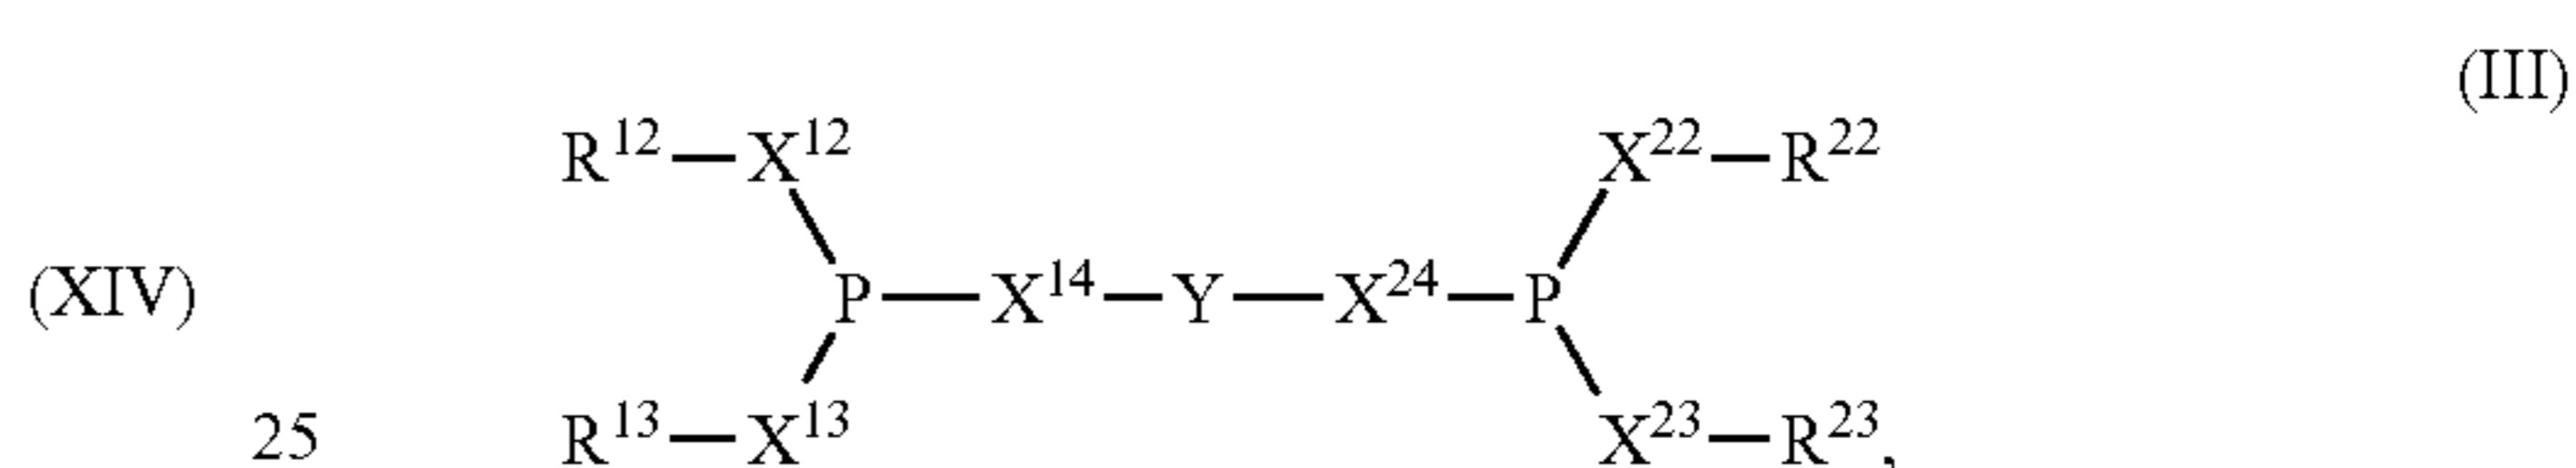 (III)
R¹²—X¹² X²²—R²²
(XIV) P—X¹⁴—Y—X²⁴—P
25 R¹³—X¹³ X²³—R²³,